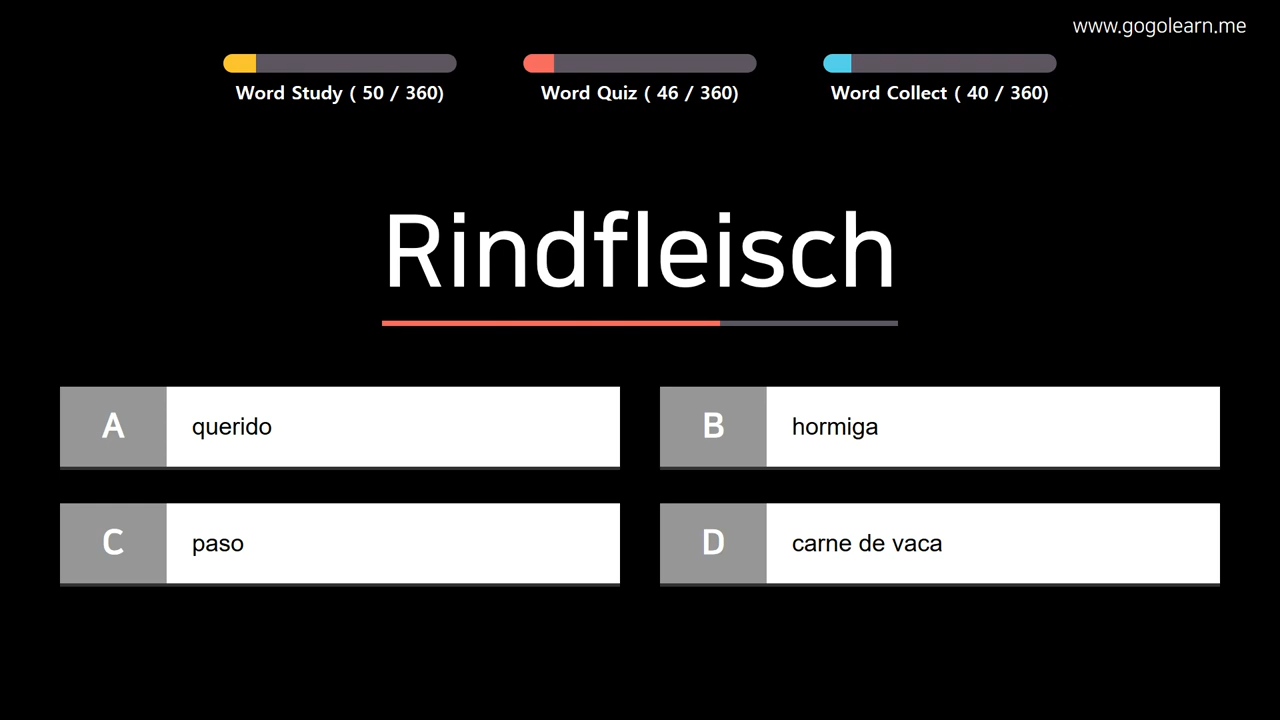 www.gogolearn.me
Word Study ( 50 / 360)
Word Quiz ( 46 / 360)
Word Collect ( 40 / 360)
Rindfleisch
A querido
B hormiga
C paso
D carne de vaca